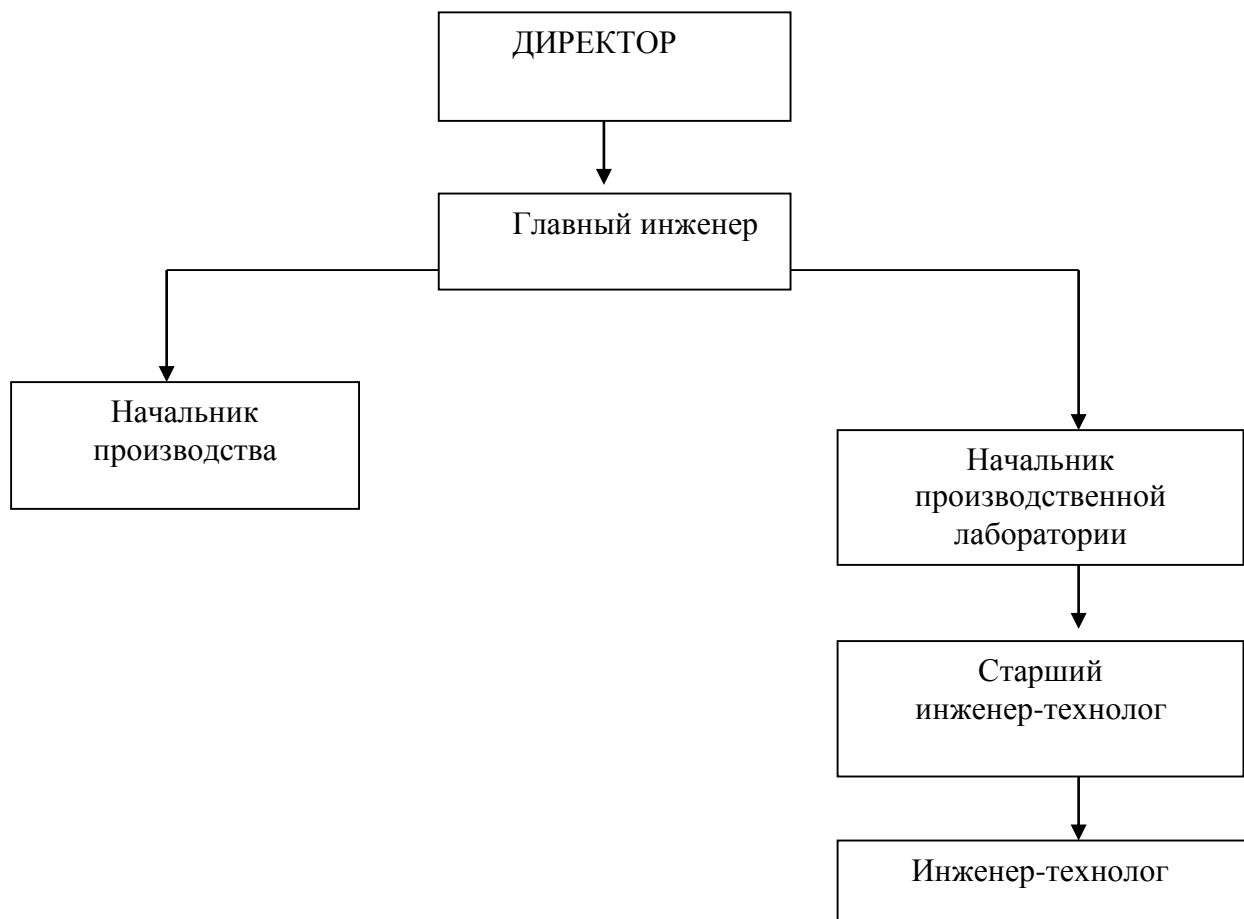 ДИРЕКТОР
Главный инженер
Начальник
производства
Начальник
производственной
лаборатории
Старший
инженер-технолог
Инженер-технолог